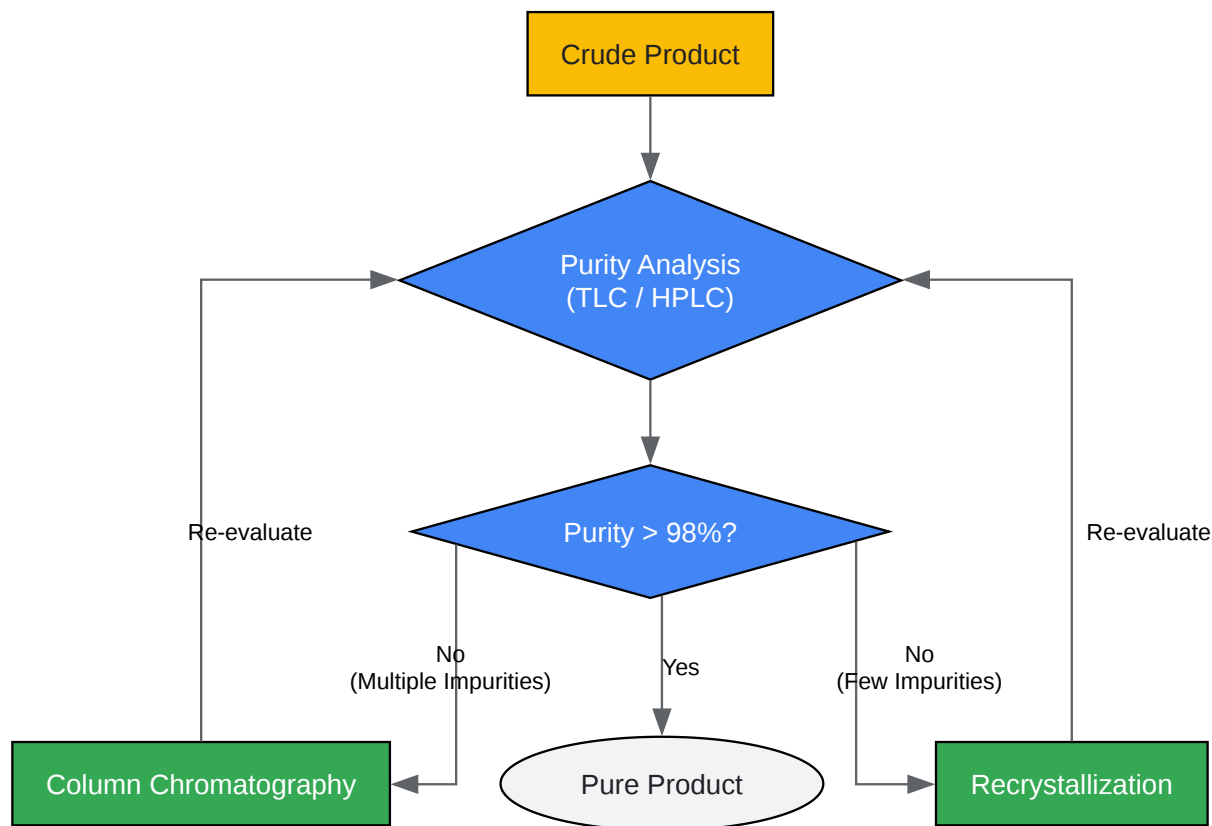 Crude Product
Purity Analysis
(TLC / HPLC)
Re-evaluate
Purity > 98%?
Re-evaluate
No
(Multiple Impurities)
Yes
No
(Few Impurities)
Column Chromatography
Pure Product
Recrystallization